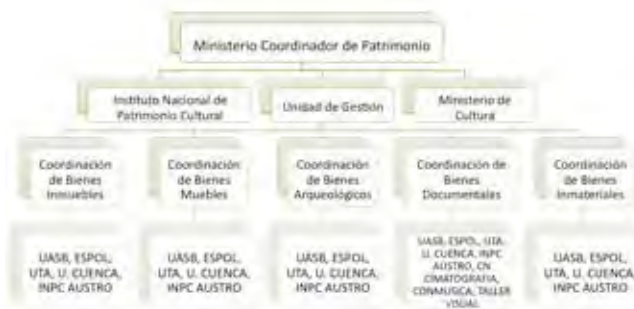 Ministerio Coordinador de Patrimonio
Instituto Nacional de
Patrimonio Cultural
Unidad de Gestión
Ministerio de
Cultura
Coordinación
de Bienes
Inmuebles
Coordinación
de Bienes
Muebles
Coordinación
de Bienes
Arqueológicos
Coordinación de
Bienes
Documentales
Coordinación
de Bienes
Inmateriales
UASB, ESPOL,
UTA, U. CUENCA,
INPC AUSTRO
UASB, ESPOL,
UTA, U. CUENCA,
INPC AUSTRO
UASB, ESPOL,
UTA, U. CUENCA,
INPC AUSTRO
UASB, ESPOL, UTA,
U. CUENCA, INPC
AUSTRO, CN
CIMATOGRAFIA,
CONMUSICA, TALLER
VISUAL
UASB, ESPOL,
UTA, U. CUENCA,
INPC AUSTRO